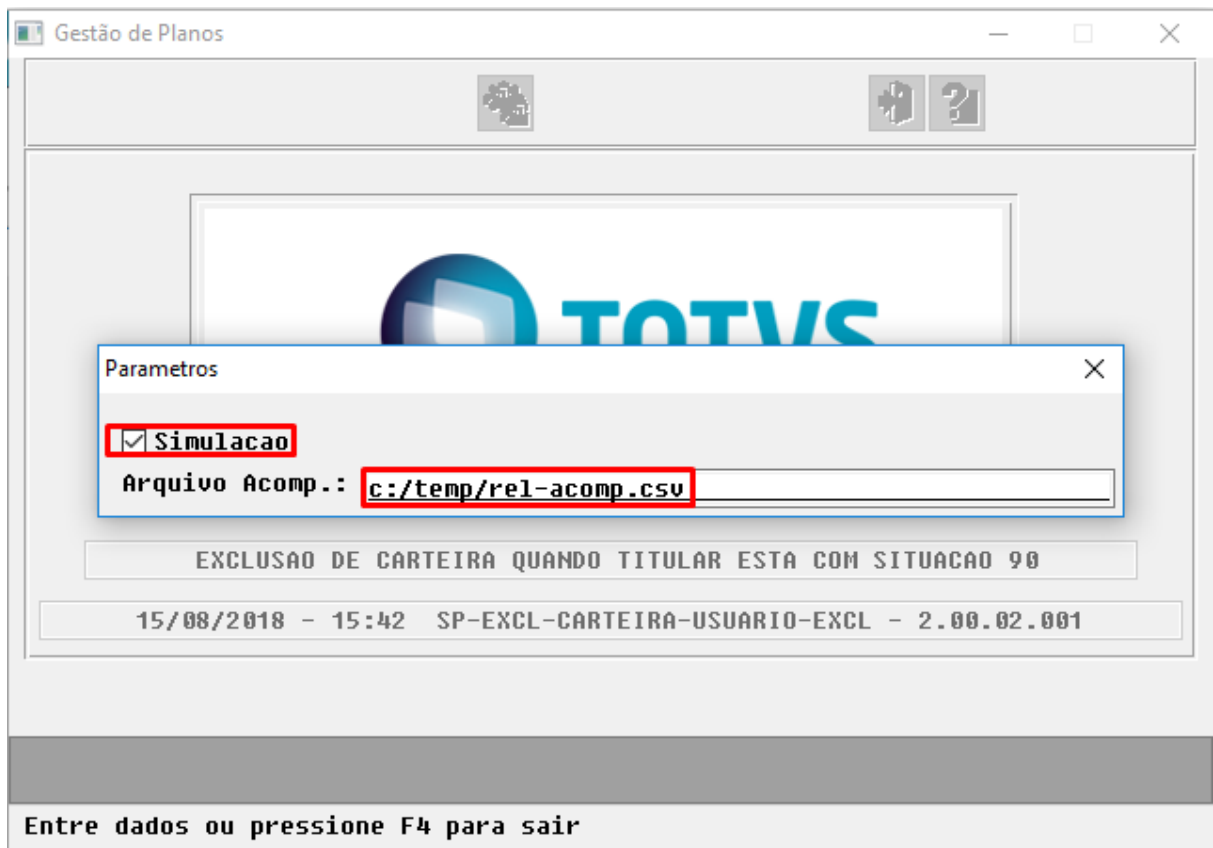 Gestão de Planos
TOTVS
Parametros
Simulacao
Arquivo Acomp.: c:/temp/rel-acomp.csv
EXCLUSAO DE CARTEIRA QUANDO TITULAR ESTA COM SITUACAO 90
15/08/2018 - 15:42 SP-EXCL-CARTEIRA-USUARIO-EXCL - 2.00.02.001
Entre dados ou pressione F4 para sair